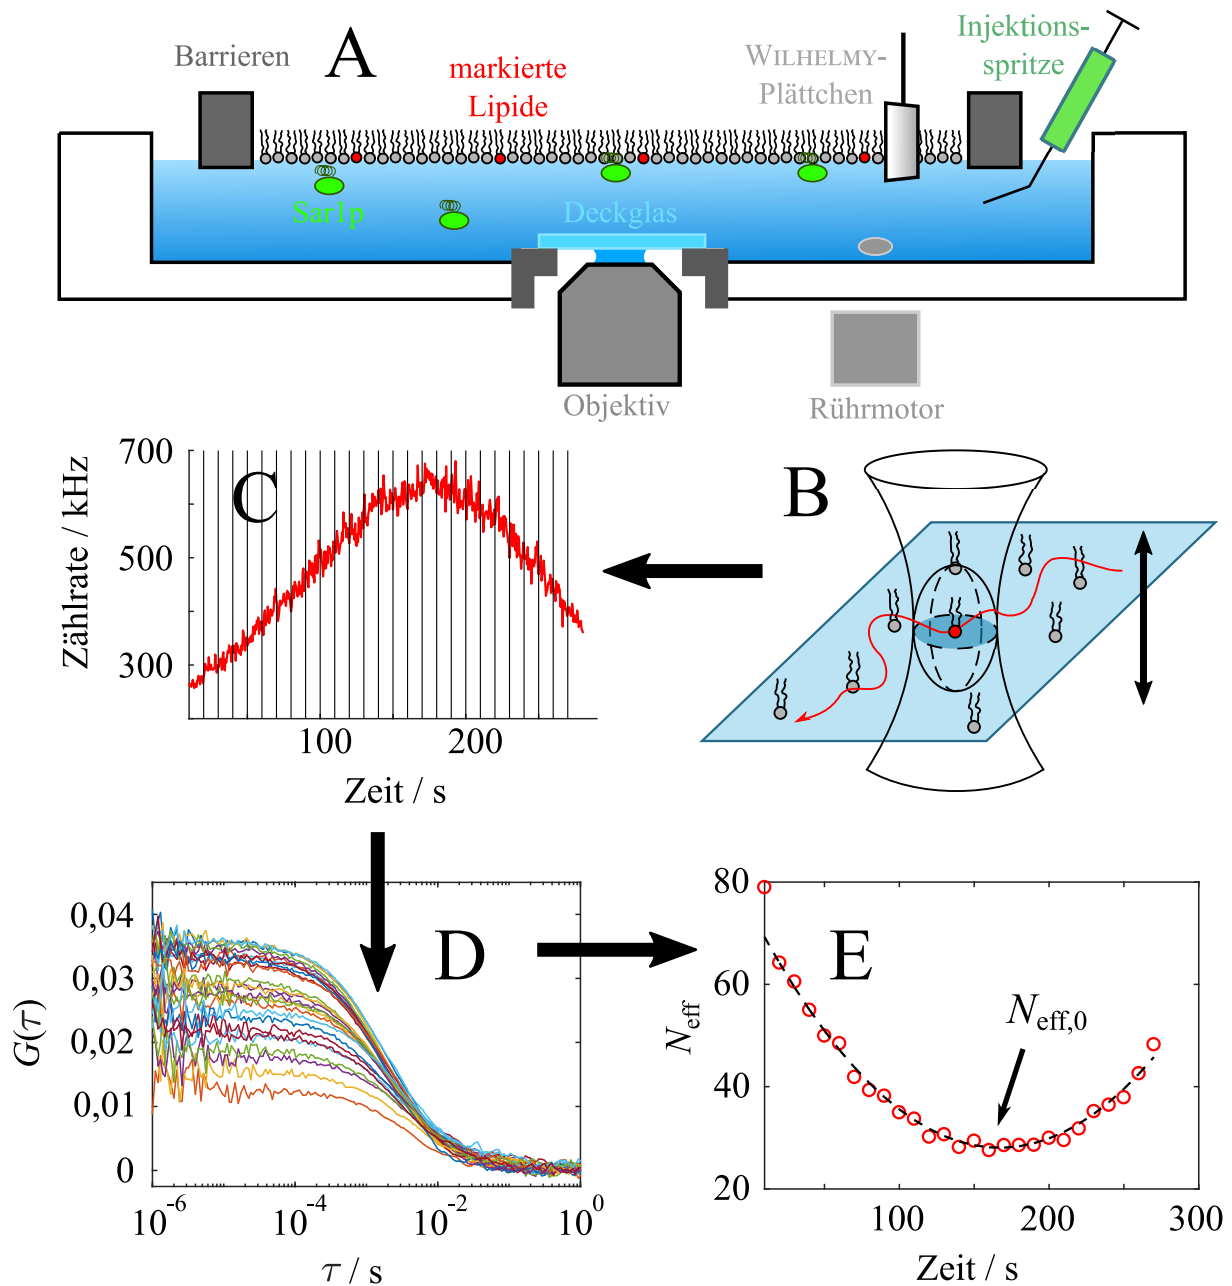 A
Barrieren
markierte
Lipide
WILHELMY-
Plättchen
Injektions-
spritze
Sar1p
Deckglas
Objektiv
Rührmotor
C
700
500
300
Zählrate / kHz
100
200
Zeit / s
B
D
0,04
0,03
0,02
0,01
0
G(τ)
10⁻⁶
10⁻⁴
10⁻²
10⁰
τ / s
E
80
60
40
20
N_eff
N_eff,0
100
200
300
Zeit / s